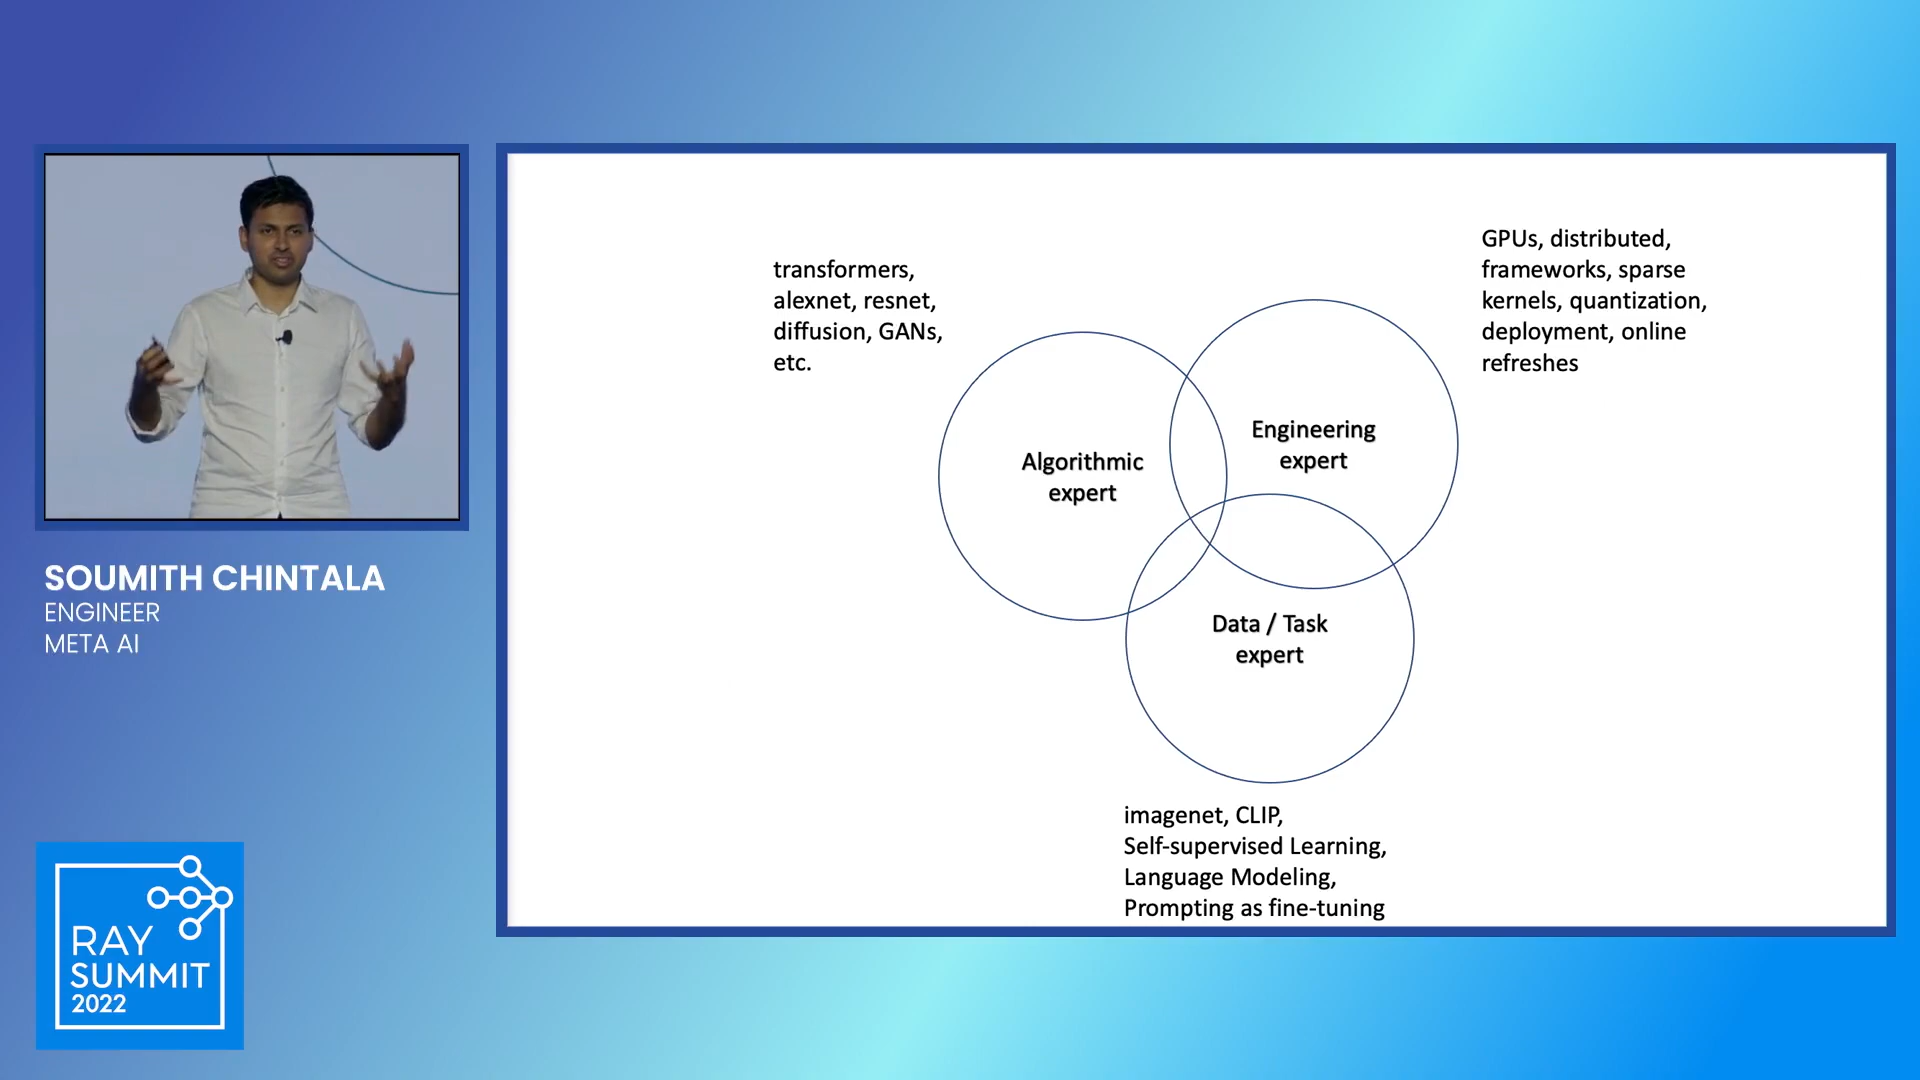 SOUMITH CHINTALA
ENGINEER
META AI
RAY
SUMMIT
2022
transformers,
alexnet, resnet,
diffusion, GANs,
etc.
GPUs, distributed,
frameworks, sparse
kernels, quantization,
deployment, online
refreshes
Algorithmic
expert
Engineering
expert
Data / Task
expert
imagenet, CLIP,
Self-supervised Learning,
Language Modeling,
Prompting as fine-tuning